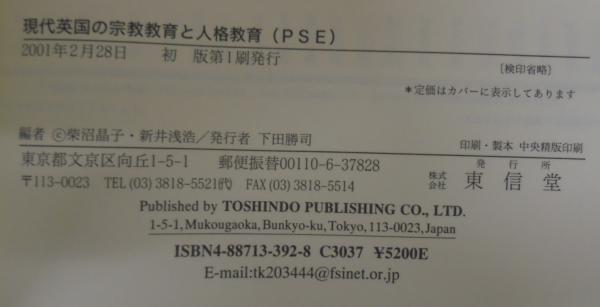 現代英国の宗教教育と人格教育（ＰＳＥ）
2001年2月28日　初　版第1刷発行
〔検印省略〕
＊定価はカバーに表示してあります
編者 ©柴沼晶子・新井浅浩／発行者 下田勝司
印刷・製本 中央精版印刷
東京都文京区向丘1-5-1　郵便振替00110-6-37828
発行所
〒113-0023　TEL (03) 3818-5521㈹　FAX (03) 3818-5514
株式会社 東信堂
Published by TOSHINDO PUBLISHING CO., LTD.
1-5-1, Mukougaoka, Bunkyo-ku, Tokyo, 113-0023, Japan
ISBN4-88713-392-8 C3037 ¥5200E
E-mail:tk203444@fsinet.or.jp